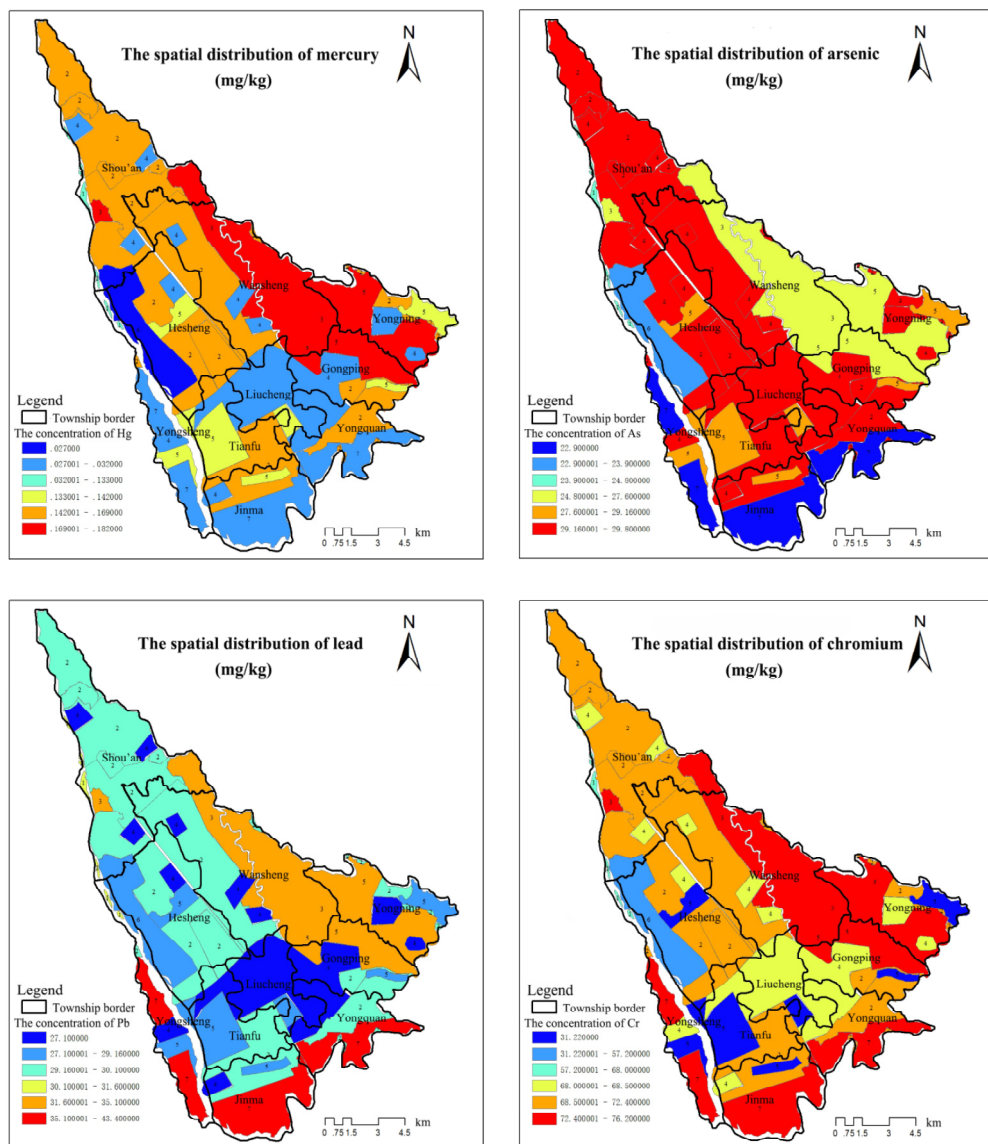 The spatial distribution of mercury
(mg/kg)
N
Shou'an
Wansheng
Yongning
Hesheng
Gongping
Liucheng
Yongquan
Yongsheng
Tianfu
Jinma
Legend
Township border
The concentration of Hg
.027000
.027001 - .032000
.032001 - .133000
.133001 - .142000
.142001 - .169000
.169001 - .182000
km
0 .75 1.5 3 4.5
The spatial distribution of arsenic
(mg/kg)
N
Shou'an
Wansheng
Yongning
Hesheng
Gongping
Liucheng
Yongquan
Yongsheng
Tianfu
Jinma
Legend
Township border
The concentration of As
22.900000
22.900001 - 23.900000
23.900001 - 24.800000
24.800001 - 27.600000
27.600001 - 29.160000
29.160001 - 29.800000
km
0 .75 1.5 3 4.5
The spatial distribution of lead
(mg/kg)
N
Shou'an
Wansheng
Yongning
Hesheng
Gongping
Liucheng
Yongquan
Yongsheng
Tianfu
Jinma
Legend
Township border
The concentration of Pb
27.100000
27.100001 - 29.160000
29.160001 - 30.100000
30.100001 - 31.600000
31.600001 - 35.100000
35.100001 - 43.400000
km
0 .75 1.5 3 4.5
The spatial distribution of chromium
(mg/kg)
N
Shou'an
Wansheng
Yongning
Hesheng
Gongping
Liucheng
Yongquan
Yongsheng
Tianfu
Jinma
Legend
Township border
The concentration of Cr
31.220000
31.220001 - 57.200000
57.200001 - 68.000000
68.000001 - 68.500000
68.500001 - 72.400000
72.400001 - 76.200000
km
0 .75 1.5 3 4.5